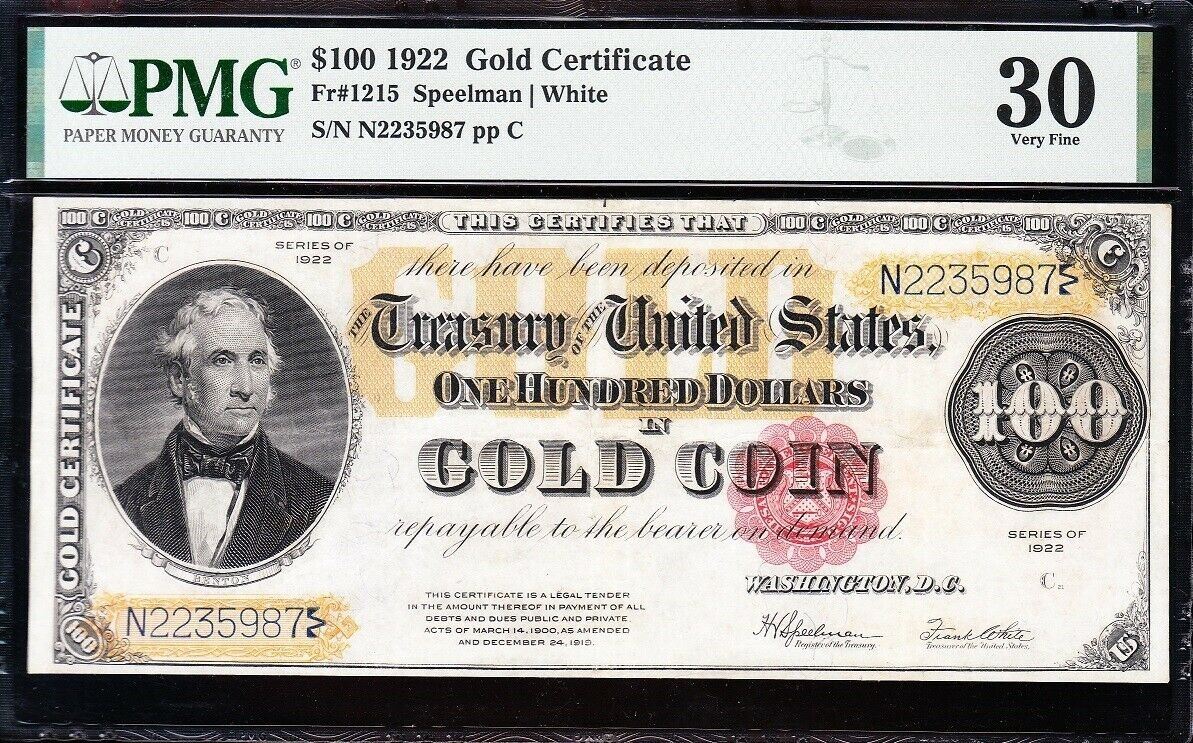 PMG®
PAPER MONEY GUARANTY
$100 1922 Gold Certificate
Fr#1215 Speelman | White
S/N N2235987 pp C
30
Very Fine
100 C GOLD CERTIFICATE 100 C GOLD CERTIFICATE 100 C GOLD CERTIFICATE THIS CERTIFIES THAT 100 C GOLD CERTIFICATE 100 C GOLD CERTIFICATE 100
C
C
C
SERIES OF
1922
GOLD
there have been deposited in
N2235987
THE Treasury OF THE United States,
ONE HUNDRED DOLLARS
IN
GOLD COIN
100
repayable to the bearer on demand.
GOLD CERTIFICATE
BENTON
SERIES OF
1922
WASHINGTON, D.C.
C
N2235987
100
THIS CERTIFICATE IS A LEGAL TENDER
IN THE AMOUNT THEREOF IN PAYMENT OF ALL
DEBTS AND DUES PUBLIC AND PRIVATE.
ACTS OF MARCH 14, 1900, AS AMENDED
AND DECEMBER 24, 1919.
H V Speelman
Register of the Treasury.
Frank White
Treasurer of the United States.